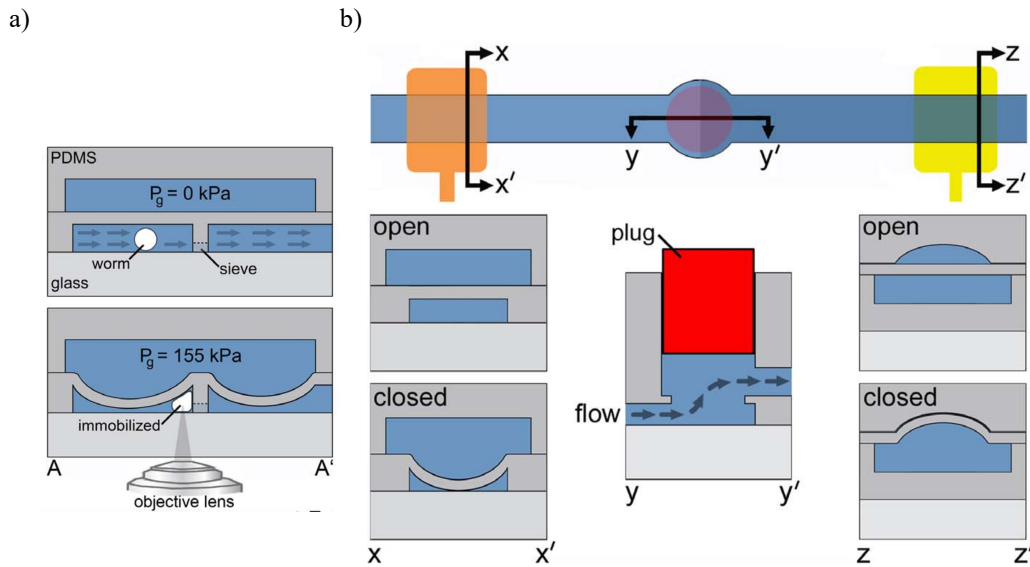 a)
PDMS
Pg = 0 kPa
worm
sieve
glass
Pg = 155 kPa
immobilized
A
A'
objective lens
b)
x
x'
y
y'
z
z'
open
closed
x
x'
plug
flow
y
y'
open
closed
z
z'